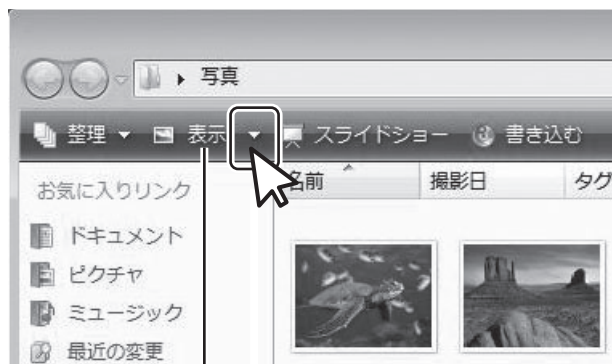 写真
整理 表示 スライドショー 書き込む
名前 撮影日 タグ
お気に入りリンク
ドキュメント
ピクチャ
ミュージック
最近の変更